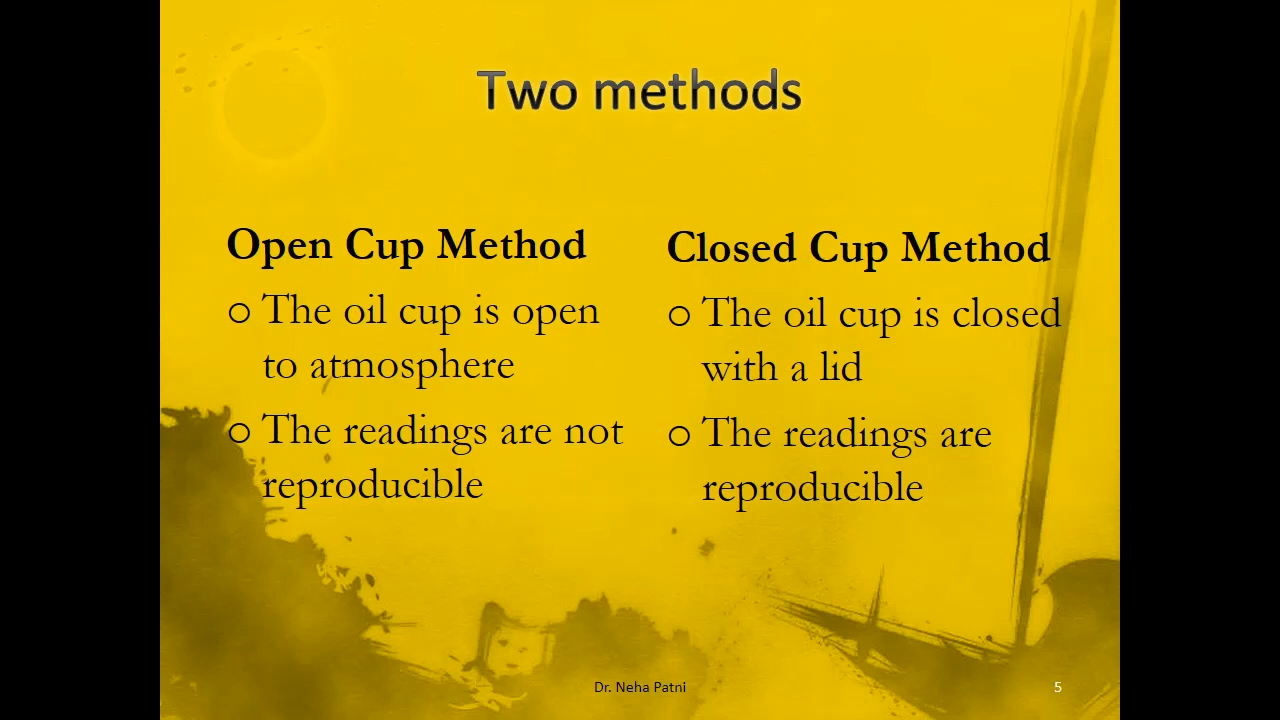 Two methods
Open Cup Method
o The oil cup is open
to atmosphere
o The readings are not
reproducible
Closed Cup Method
o The oil cup is closed
with a lid
o The readings are
reproducible
Dr. Neha Patni
5